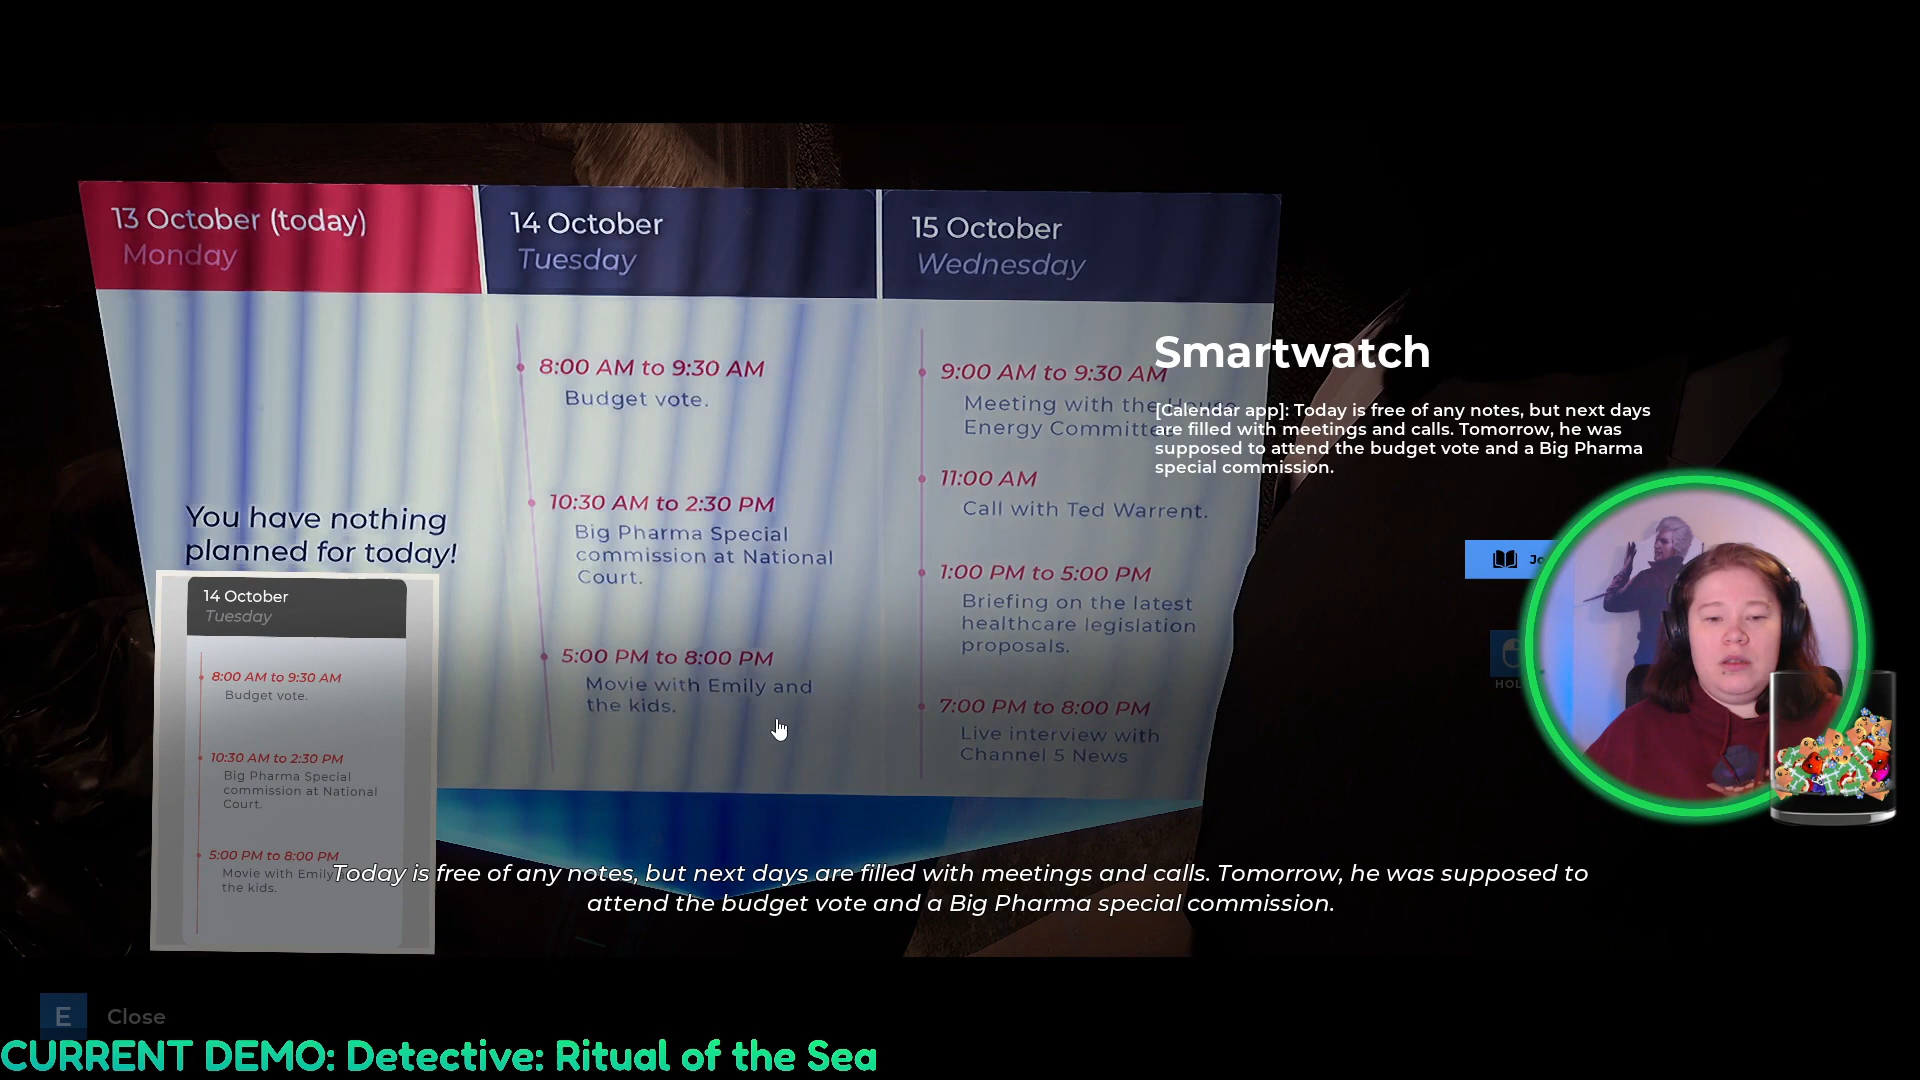 13 October (today)
Monday
You have nothing
planned for today!
14 October
Tuesday
8:00 AM to 9:30 AM
Budget vote.
10:30 AM to 2:30 PM
Big Pharma Special
commission at National
Court.
5:00 PM to 8:00 PM
Movie with Emily and
the kids.
15 October
Wednesday
9:00 AM to 9:30 AM
Meeting with the House
Energy Committee
11:00 AM
Call with Ted Warrent.
1:00 PM to 5:00 PM
Briefing on the latest
healthcare legislation
proposals.
7:00 PM to 8:00 PM
Live interview with
Channel 5 News
Smartwatch
[Calendar app]: Today is free of any notes, but next days
are filled with meetings and calls. Tomorrow, he was
supposed to attend the budget vote and a Big Pharma
special commission.
14 October
Tuesday
8:00 AM to 9:30 AM
Budget vote.
10:30 AM to 2:30 PM
Big Pharma Special
commission at National
Court.
5:00 PM to 8:00 PM
Movie with Emily
the kids.
Today is free of any notes, but next days are filled with meetings and calls. Tomorrow, he was supposed to
attend the budget vote and a Big Pharma special commission.
E Close
CURRENT DEMO: Detective: Ritual of the Sea